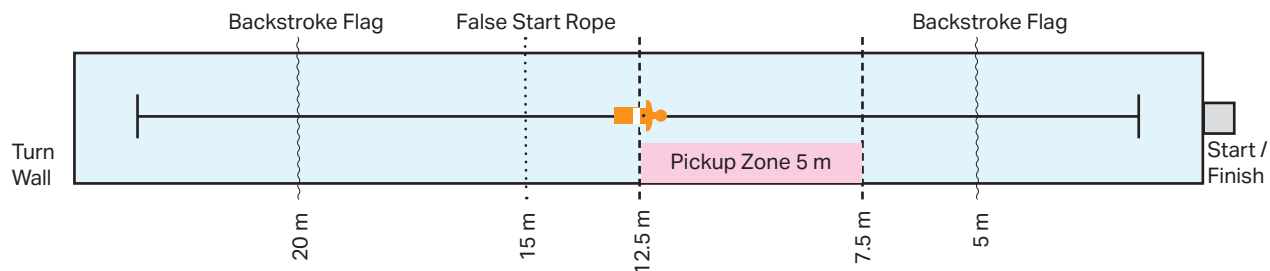 Backstroke Flag
False Start Rope
Backstroke Flag
Turn
Wall
Pickup Zone 5 m
Start /
Finish
20 m
15 m
12.5 m
7.5 m
5 m